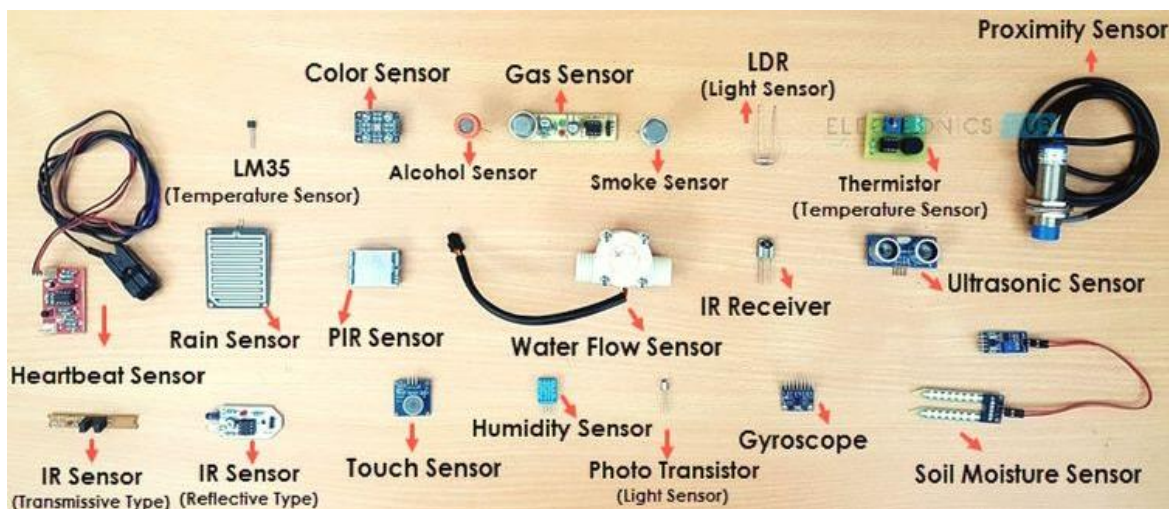 Proximity Sensor
Color Sensor
Gas Sensor
LDR
(Light Sensor)
LM35
(Temperature Sensor)
Alcohol Sensor
Smoke Sensor
Thermistor
(Temperature Sensor)
Rain Sensor
PIR Sensor
Water Flow Sensor
IR Receiver
Ultrasonic Sensor
Heartbeat Sensor
IR Sensor
(Transmissive Type)
IR Sensor
(Reflective Type)
Touch Sensor
Humidity Sensor
Photo Transistor
(Light Sensor)
Gyroscope
Soil Moisture Sensor